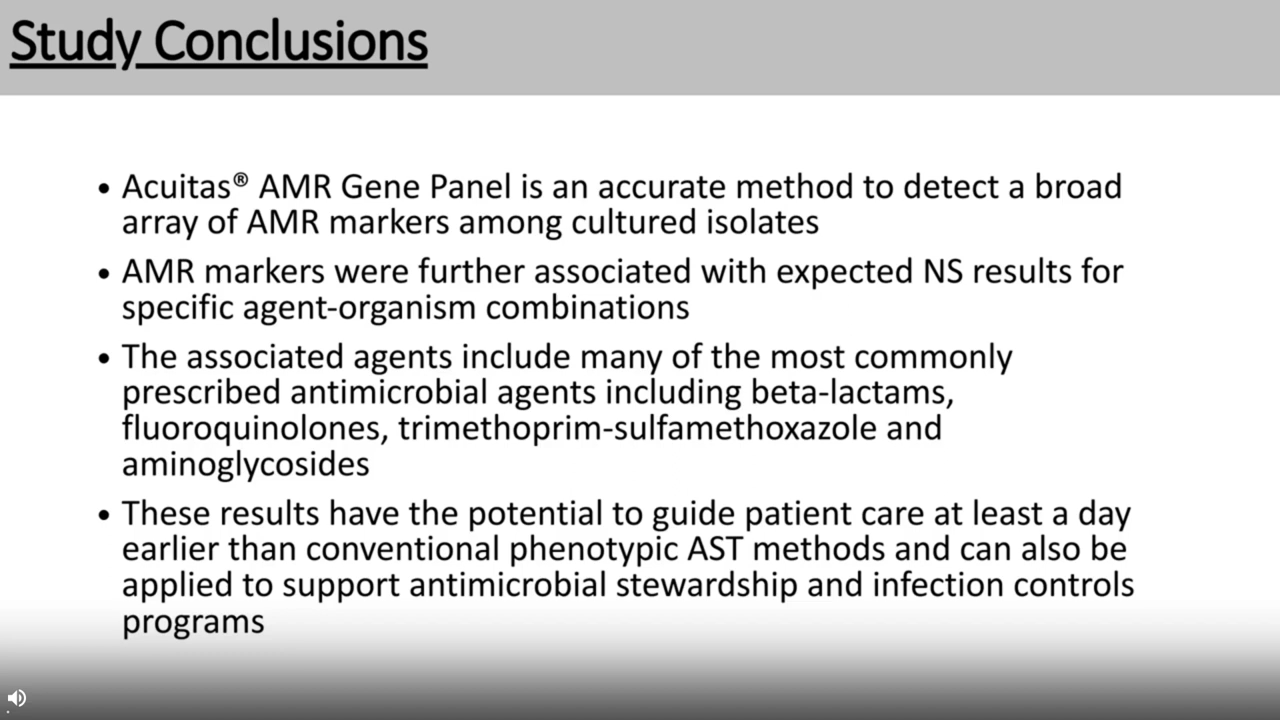 Study Conclusions
• Acuitas® AMR Gene Panel is an accurate method to detect a broad
array of AMR markers among cultured isolates
• AMR markers were further associated with expected NS results for
specific agent-organism combinations
• The associated agents include many of the most commonly
prescribed antimicrobial agents including beta-lactams,
fluoroquinolones, trimethoprim-sulfamethoxazole and
aminoglycosides
• These results have the potential to guide patient care at least a day
earlier than conventional phenotypic AST methods and can also be
applied to support antimicrobial stewardship and infection controls
programs